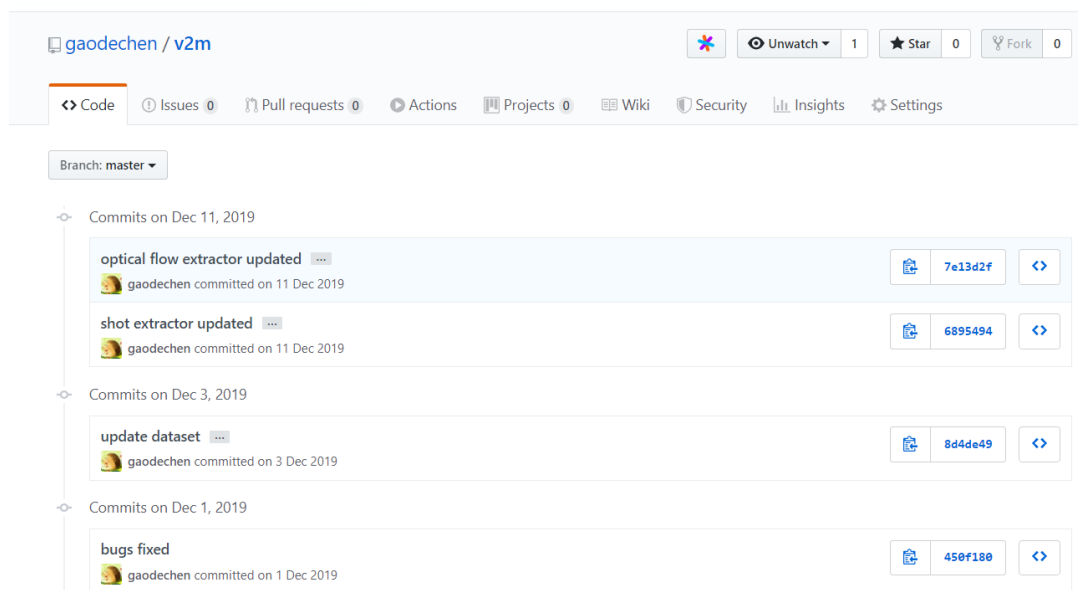 gaodechen / v2m
Unwatch 1 Star 0 Fork 0
Code Issues 0 Pull requests 0 Actions Projects 0 Wiki Security Insights Settings
Branch: master
Commits on Dec 11, 2019
optical flow extractor updated ...
7e13d2f
gaodechen committed on 11 Dec 2019
shot extractor updated ...
6895494
gaodechen committed on 11 Dec 2019
Commits on Dec 3, 2019
update dataset ...
8d4de49
gaodechen committed on 3 Dec 2019
Commits on Dec 1, 2019
bugs fixed
450f180
gaodechen committed on 1 Dec 2019